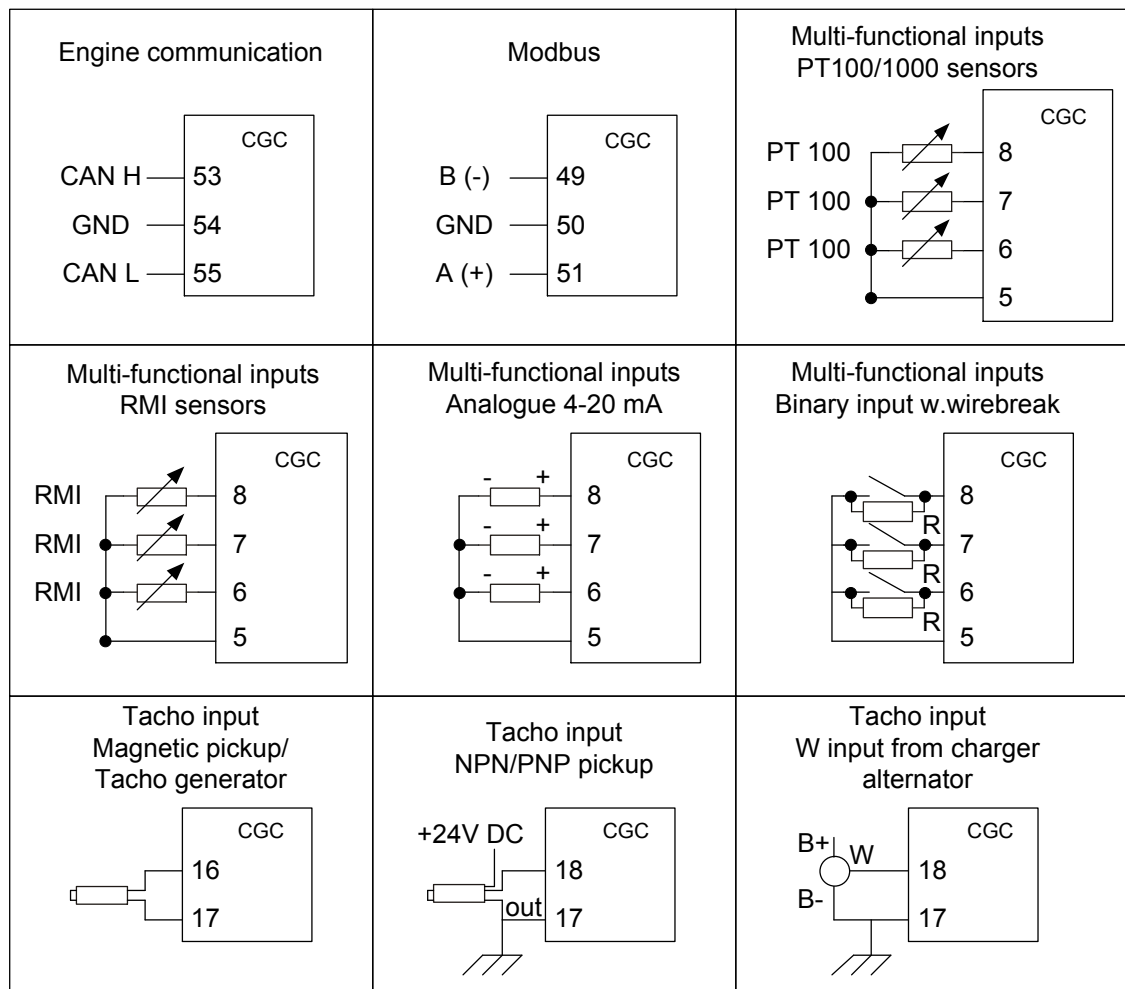 Engine communication
CGC
CAN H 53
GND 54
CAN L 55
Modbus
CGC
B (-) 49
GND 50
A (+) 51
Multi-functional inputs
PT100/1000 sensors
CGC
PT 100 8
PT 100 7
PT 100 6
5
Multi-functional inputs
RMI sensors
CGC
RMI 8
RMI 7
RMI 6
5
Multi-functional inputs
Analogue 4-20 mA
CGC
- + 8
- + 7
- + 6
5
Multi-functional inputs
Binary input w.wirebreak
CGC
8
R
7
R
6
R
5
Tacho input
Magnetic pickup/
Tacho generator
CGC
16
17
Tacho input
NPN/PNP pickup
+24V DC
CGC
18
out 17
Tacho input
W input from charger
alternator
CGC
B+
W 18
B- 17